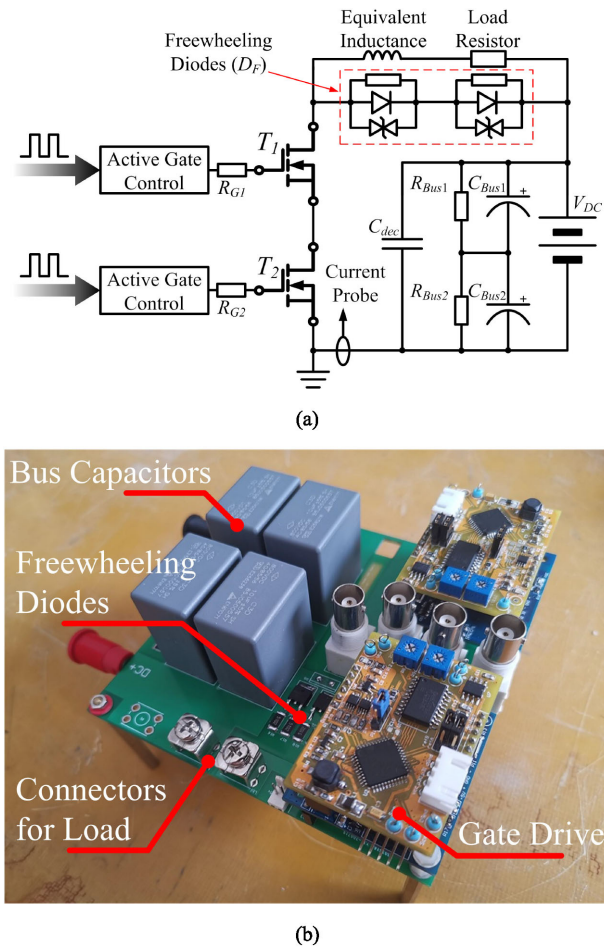 Equivalent
Inductance
Load
Resistor
Freewheeling
Diodes (DF)
T1
Active Gate
Control
RG1
T2
Active Gate
Control
RG2
Cdec
Current
Probe
RBus1
CBus1
+
VDC
RBus2
CBus2
+
(a)
Bus Capacitors
Freewheeling
Diodes
DC+
Connectors
for Load
Gate Drive
(b)